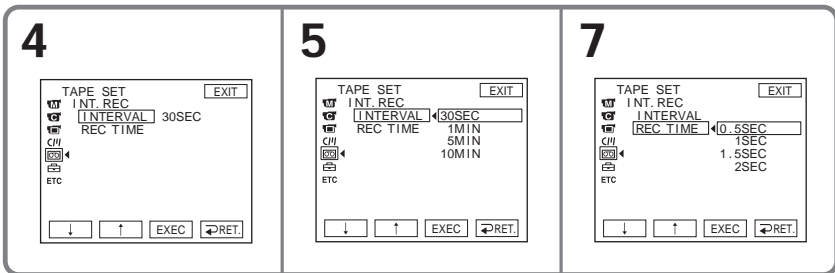 4
TAPE SET EXIT
INT. REC
INTERVAL 30SEC
REC TIME
ETC
↓ ↑ EXEC RET.
5
TAPE SET EXIT
INT. REC
INTERVAL 30SEC
REC TIME 1MIN
5MIN
10MIN
ETC
↓ ↑ EXEC RET.
7
TAPE SET EXIT
INT. REC
INTERVAL
REC TIME 0.5SEC
1SEC
1.5SEC
2SEC
ETC
↓ ↑ EXEC RET.